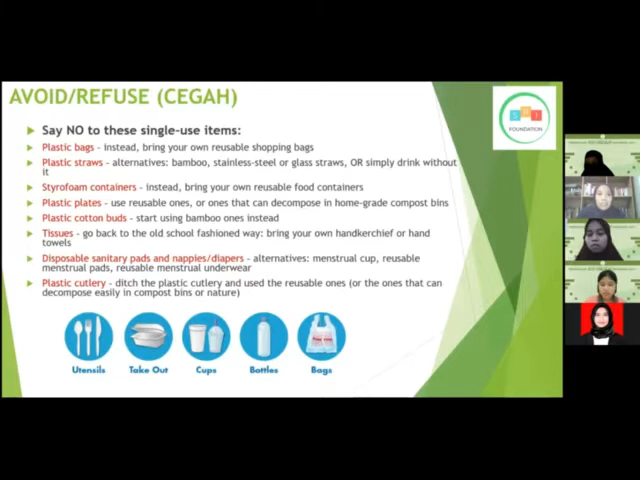 AVOID/REFUSE (CEGAH)
Say NO to these single-use items:
Plastic bags – instead, bring your own reusable shopping bags
Plastic straws – alternatives: bamboo, stainless-steel or glass straws, OR simply drink without
it
Styrofoam containers – instead, bring your own reusable food containers
Plastic plates – use reusable ones, or ones that can decompose in home-grade compost bins
Plastic cotton buds – start using bamboo ones instead
Tissues – go back to the old school fashioned way: bring your own handkerchief or hand
towels
Disposable sanitary pads and nappies/diapers – alternatives: menstrual cup, reusable
menstrual pads, reusable menstrual underwear
Plastic cutlery – ditch the plastic cutlery and used the reusable ones (or the ones that can
decompose easily in compost bins or nature)
Utensils
Take Out
Cups
Bottles
Bags
FOUNDATION